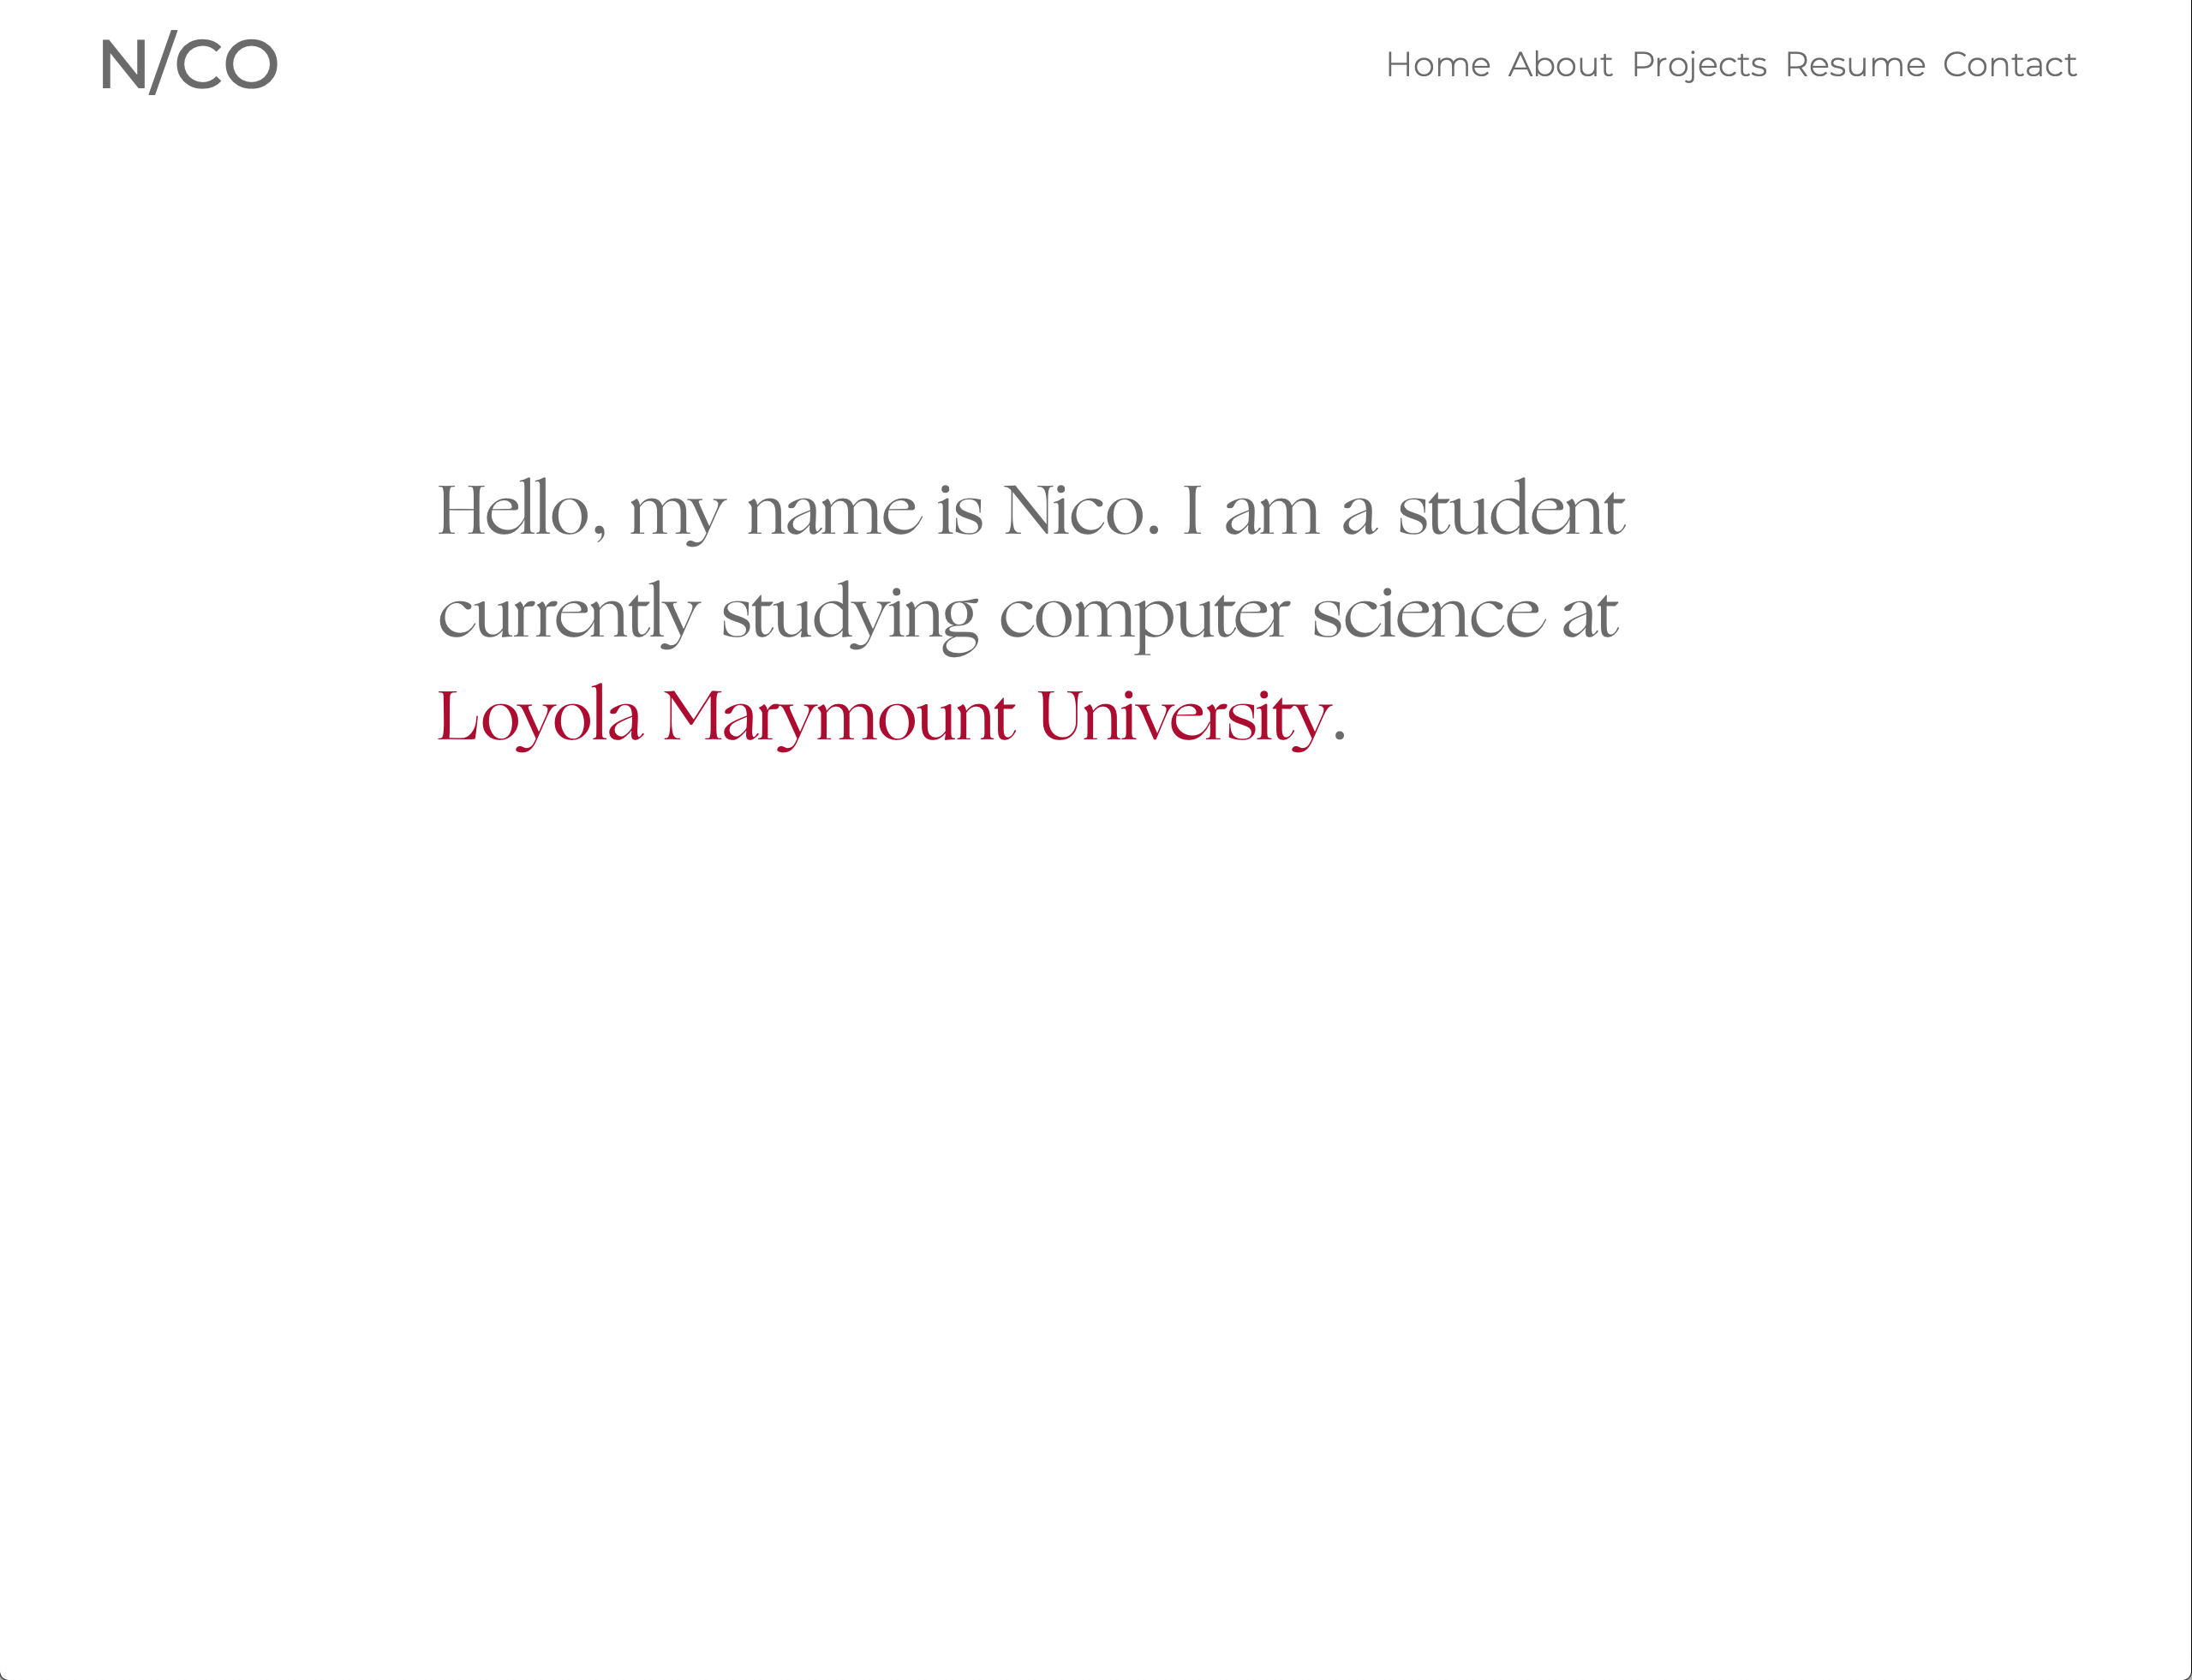 N/CO
Home About Projects Resume Contact
Hello, my name is Nico. I am a student
currently studying computer science at
Loyola Marymount University.